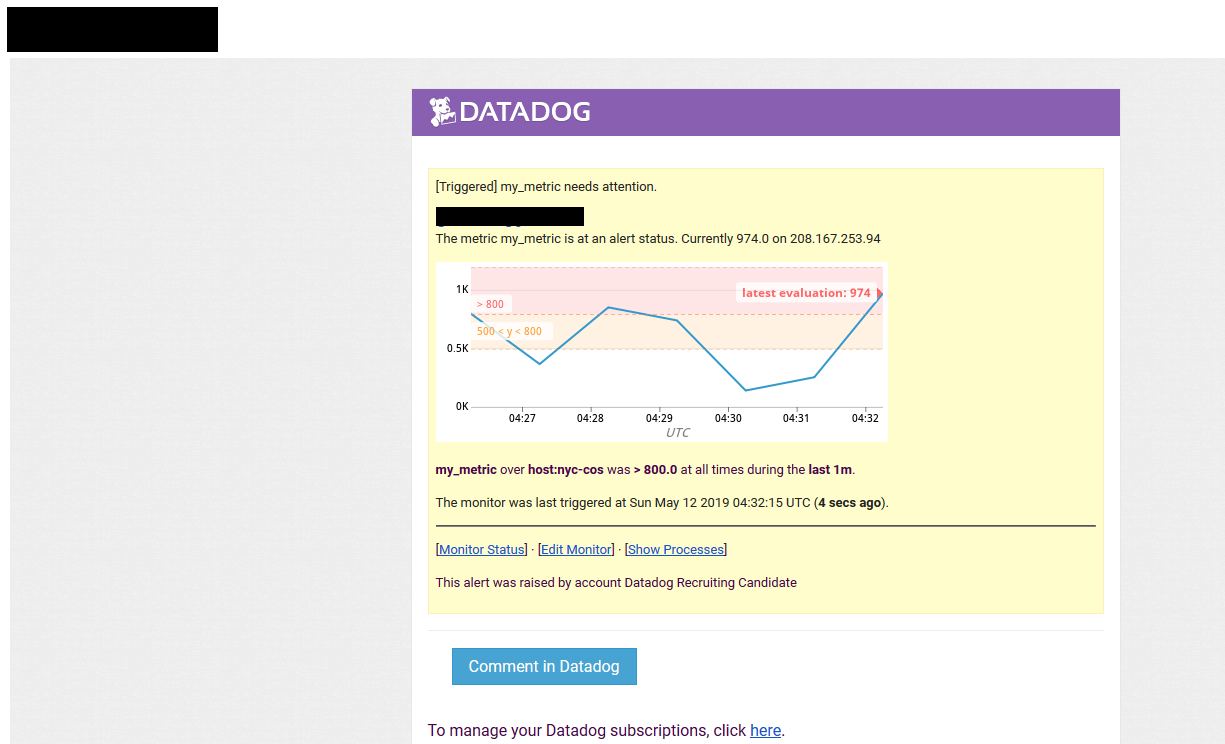 DATADOG
[Triggered] my_metric needs attention.
The metric my_metric is at an alert status. Currently 974.0 on 208.167.253.94
1K
latest evaluation: 974
> 800
500 < y < 800
0.5K
0K
04:27 04:28 04:29 04:30 04:31 04:32
UTC
my_metric over host:nyc-cos was > 800.0 at all times during the last 1m.
The monitor was last triggered at Sun May 12 2019 04:32:15 UTC (4 secs ago).
[Monitor Status] · [Edit Monitor] · [Show Processes]
This alert was raised by account Datadog Recruiting Candidate
Comment in Datadog
To manage your Datadog subscriptions, click here.